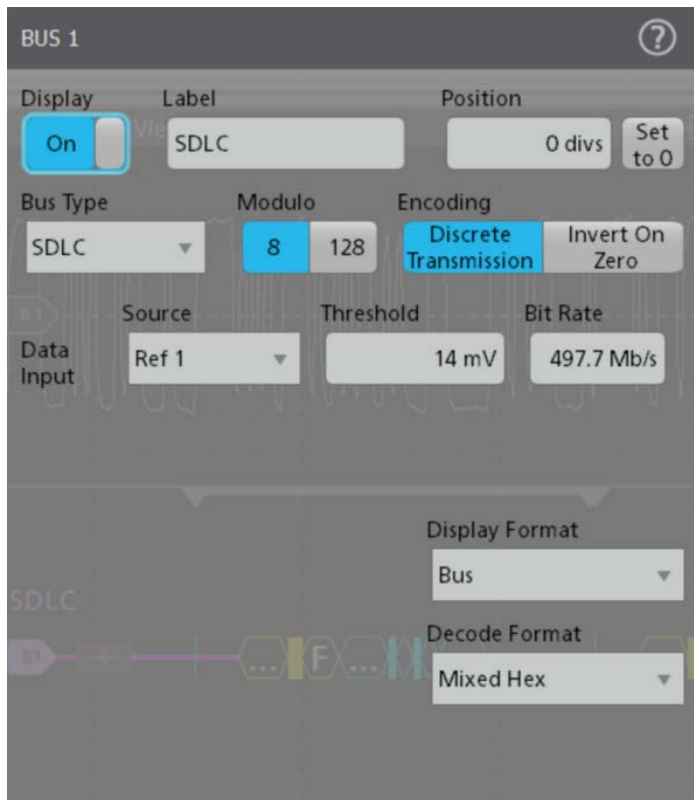 BUS 1
?
Display
Label
Position
On
SDLC
0 divs
Set
to 0
Bus Type
Modulo
Encoding
SDLC
8
128
Discrete
Transmission
Invert On
Zero
Source
Threshold
Bit Rate
Data
Input
Ref 1
14 mV
497.7 Mb/s
Display Format
Bus
SDLC
Decode Format
B1
...
F
...
Mixed Hex